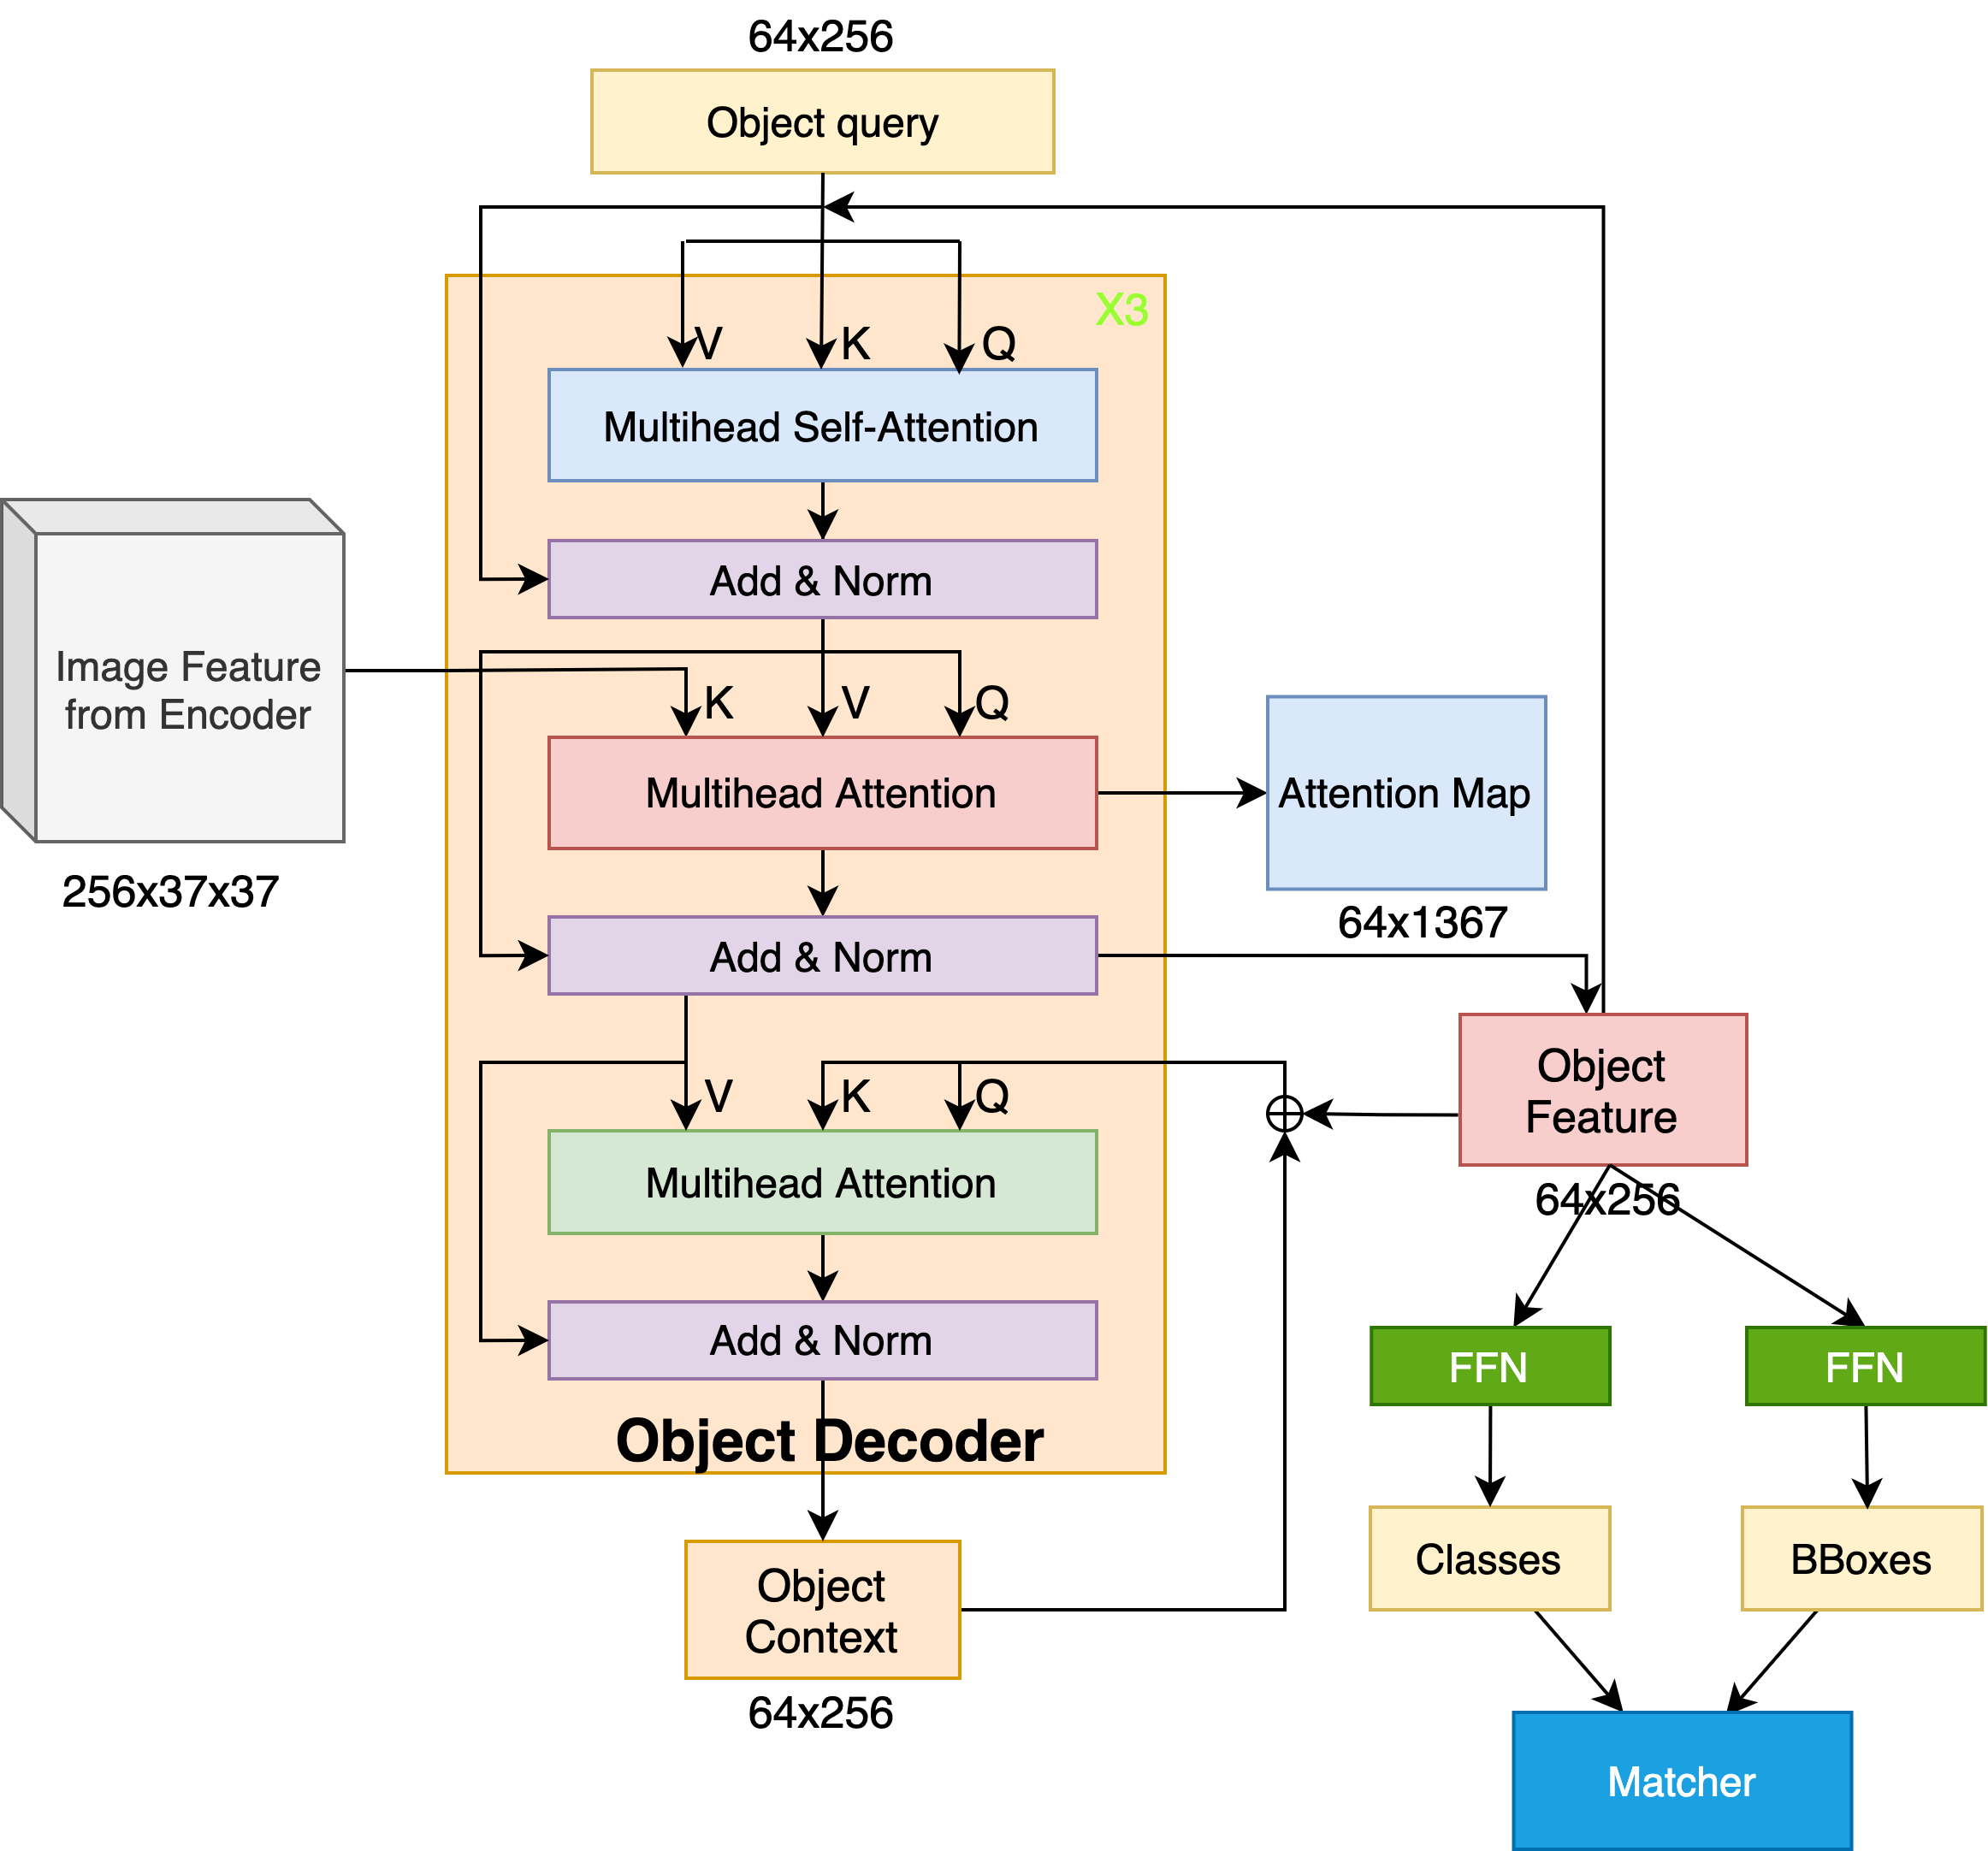 64x256
Object query
X3
V
K
Q
Multihead Self-Attention
Add & Norm
Image Feature
from Encoder
256x37x37
K
V
Q
Multihead Attention
Attention Map
64x1367
Add & Norm
Object
Feature
64x256
V
K
Q
Multihead Attention
Add & Norm
Object Decoder
FFN
FFN
Object
Context
64x256
Classes
BBoxes
Matcher